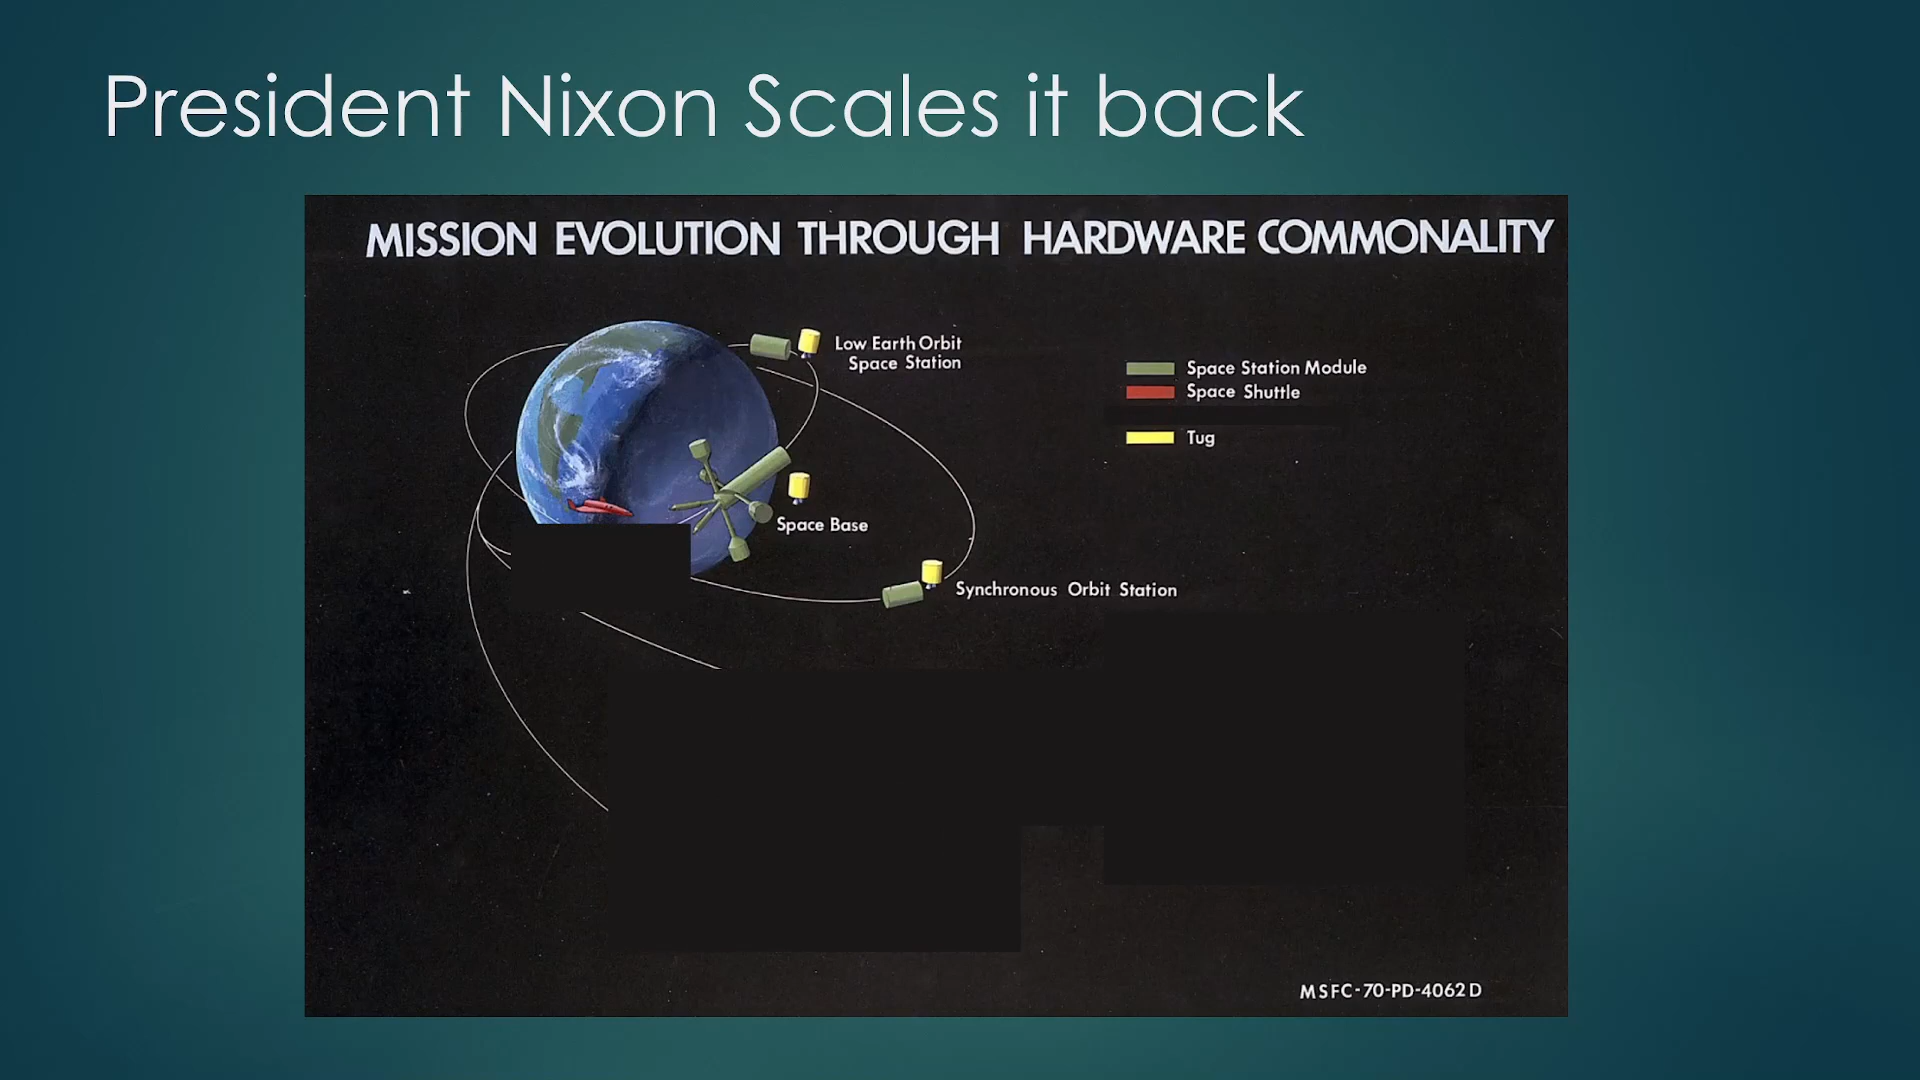 President Nixon Scales it back
MISSION EVOLUTION THROUGH HARDWARE COMMONALITY
Low Earth Orbit
Space Station
Space Station Module
Space Shuttle
Tug
Space Base
Synchronous Orbit Station
MSFC-70-PD-4062D